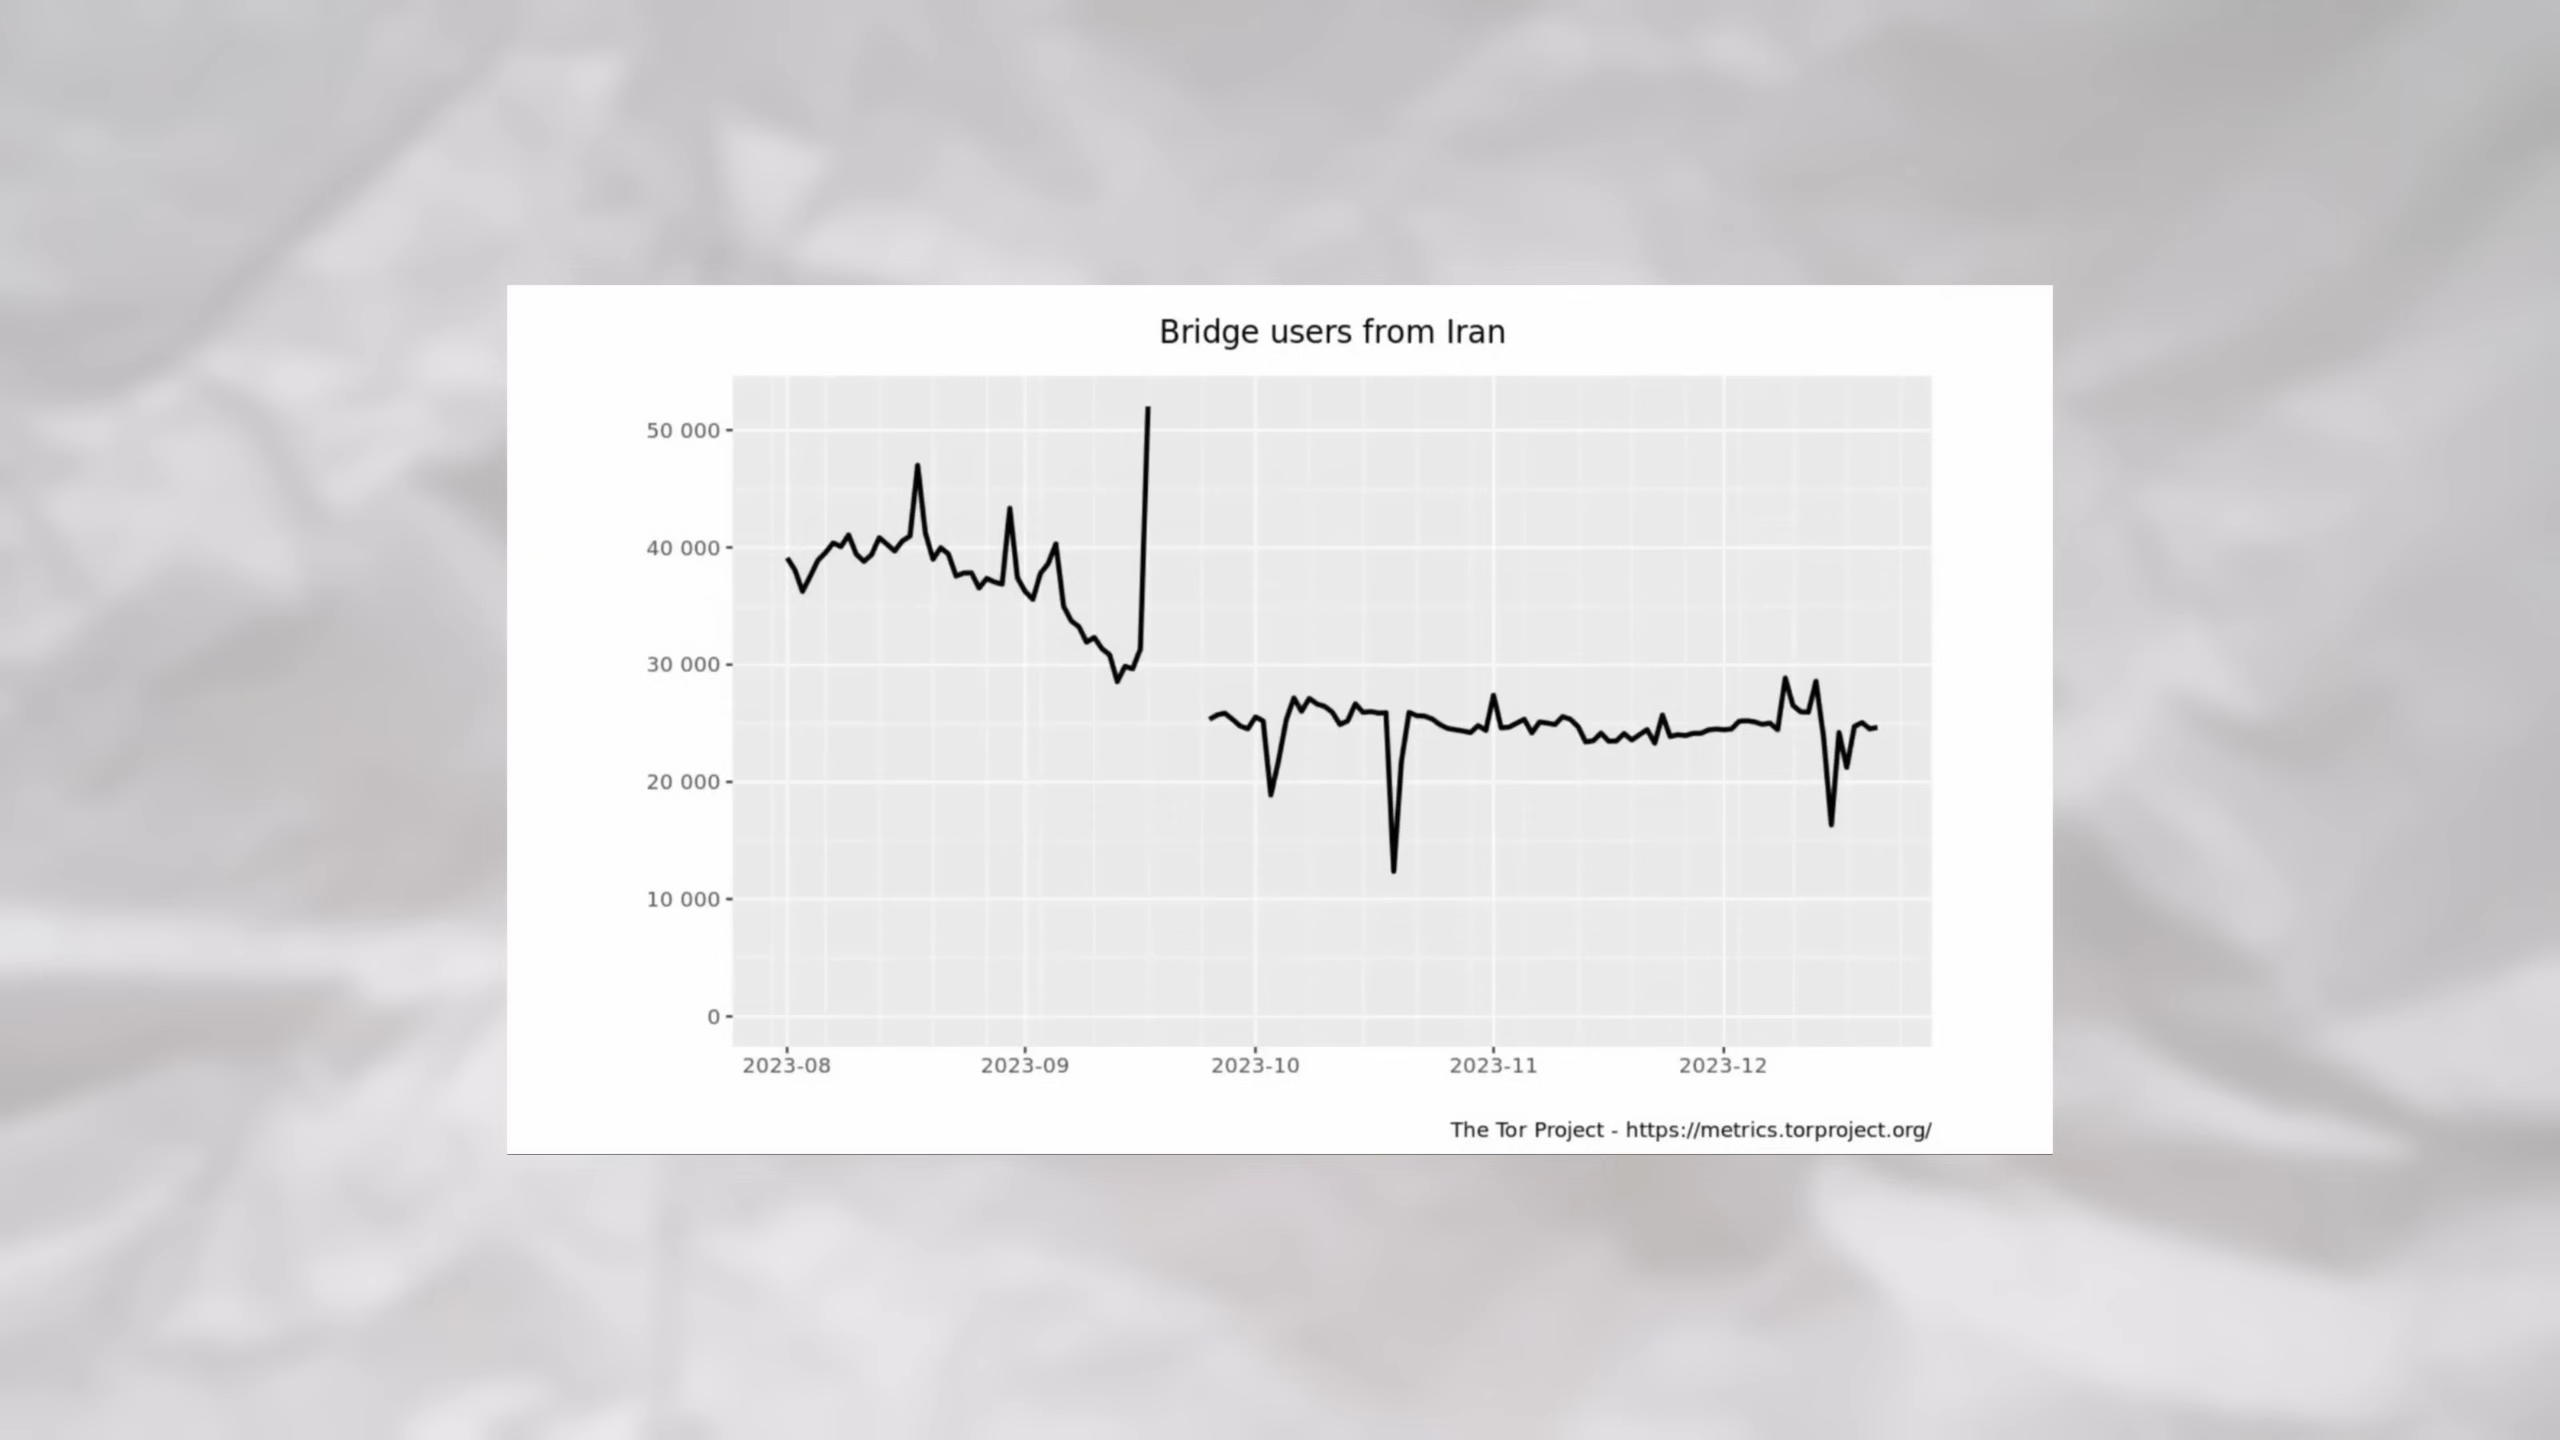 Bridge users from Iran
50 000
40 000
30 000
20 000
10 000
0
2023-08 2023-09 2023-10 2023-11 2023-12
The Tor Project - https://metrics.torproject.org/